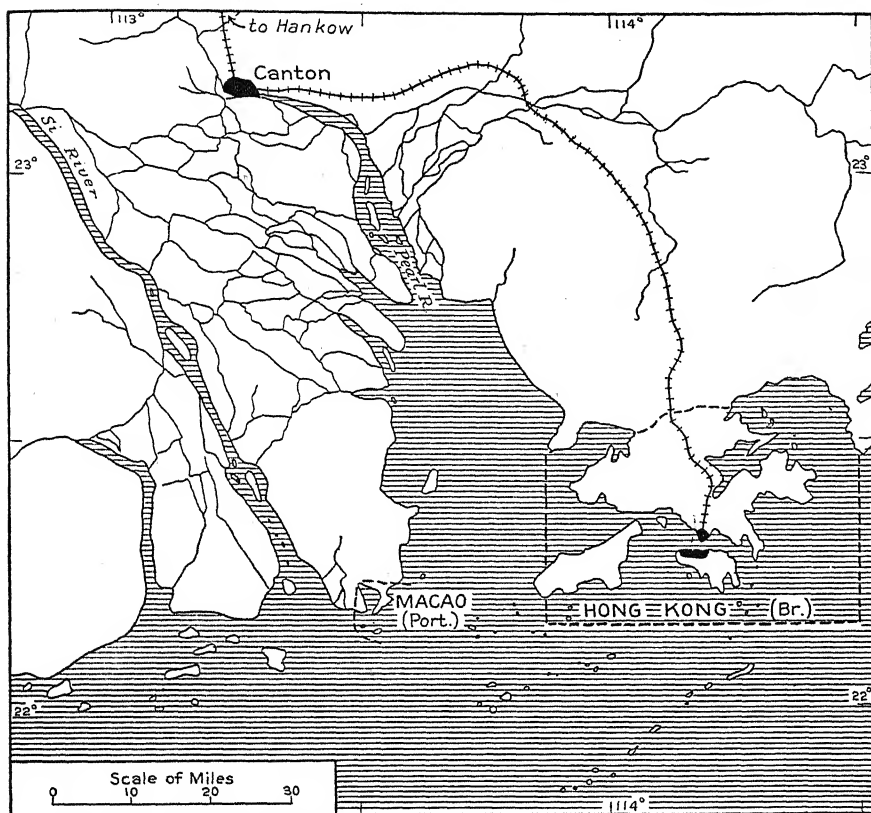 113°
114°
to Hankow
Canton
Si River
23°
23°
Pearl R.
MACAO
(Port.)
HONG KONG (Br.)
22°
22°
Scale of Miles
0 10 20 30
114°